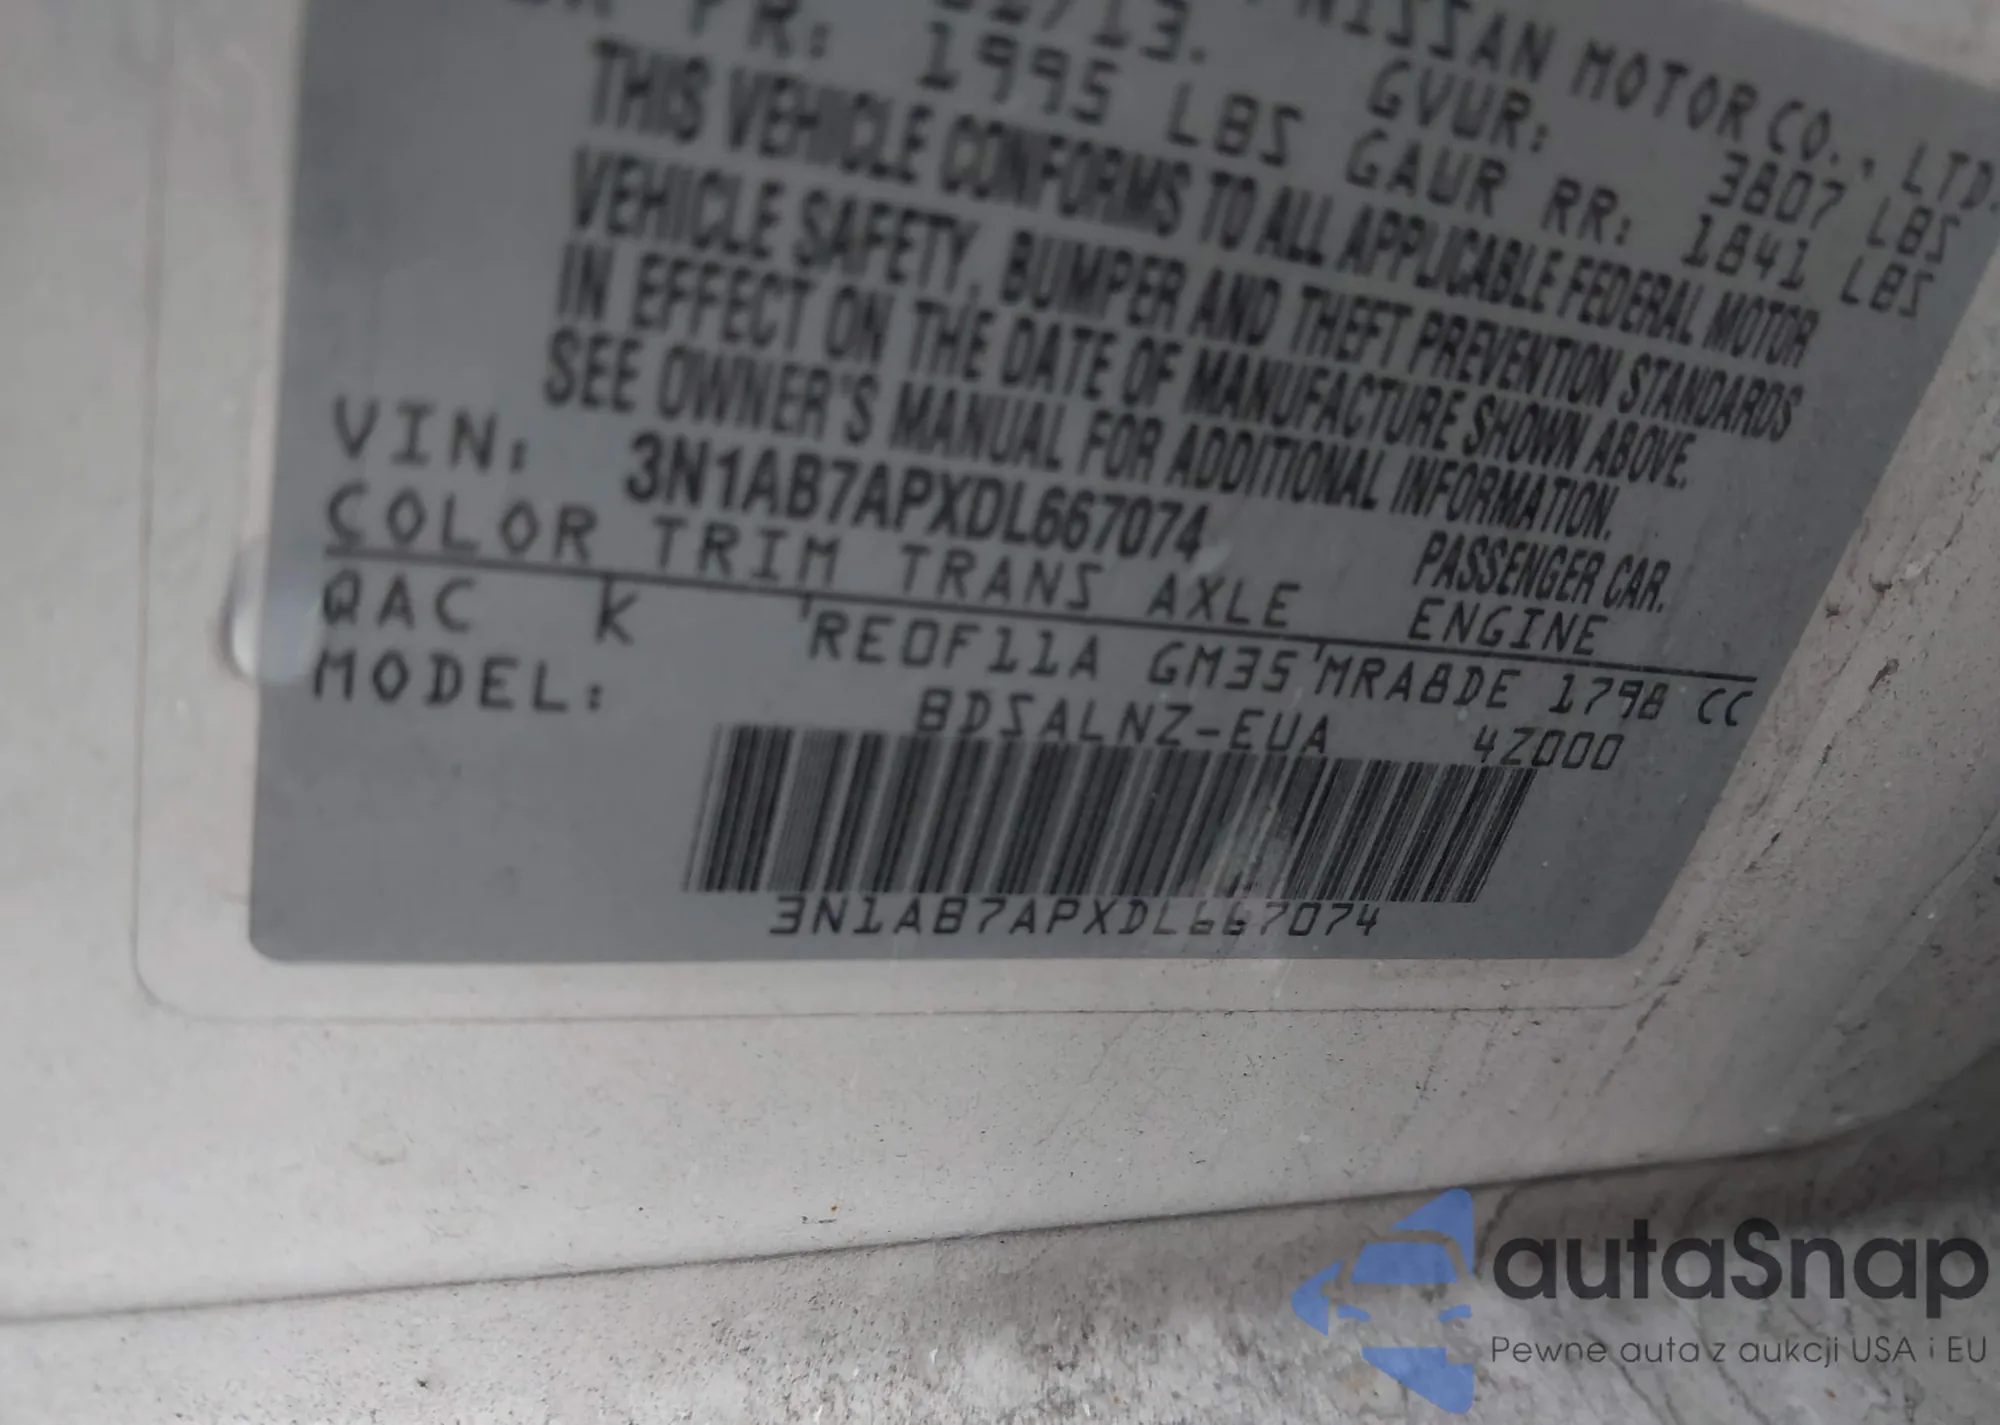 NISSAN MOTOR CO., LTD.
FR: 1995 LBS GVWR: 3807 LBS
GAWR RR: 1841 LBS
THIS VEHICLE CONFORMS TO ALL APPLICABLE FEDERAL MOTOR
VEHICLE SAFETY, BUMPER AND THEFT PREVENTION STANDARDS
IN EFFECT ON THE DATE OF MANUFACTURE SHOWN ABOVE.
SEE OWNER'S MANUAL FOR ADDITIONAL INFORMATION.
VIN: 3N1AB7APXDL667074 PASSENGER CAR.
COLOR TRIM TRANS AXLE ENGINE
QAC K RE0F11A GM35 MRA8DE 1798 CC
MODEL: BDSALNZ-EUA 4Z000
3N1AB7APXDL667074
autaSnap
Pewne auta z aukcji USA i EU